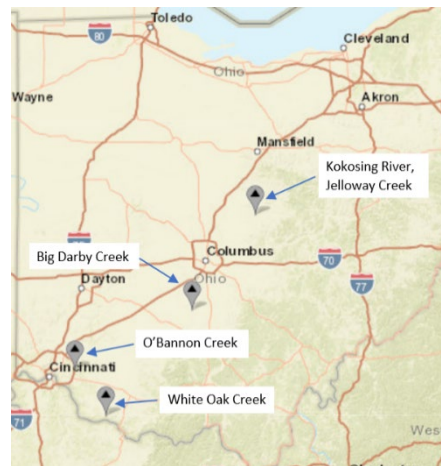 Toledo
80
Cleveland
Ohio
Wayne
Akron
Mansfield
Kokosing River,
Jelloway Creek
Big Darby Creek
Columbus
70
Dayton
Ohio
77
O'Bannon Creek
Cincinnati
White Oak Creek
71
West